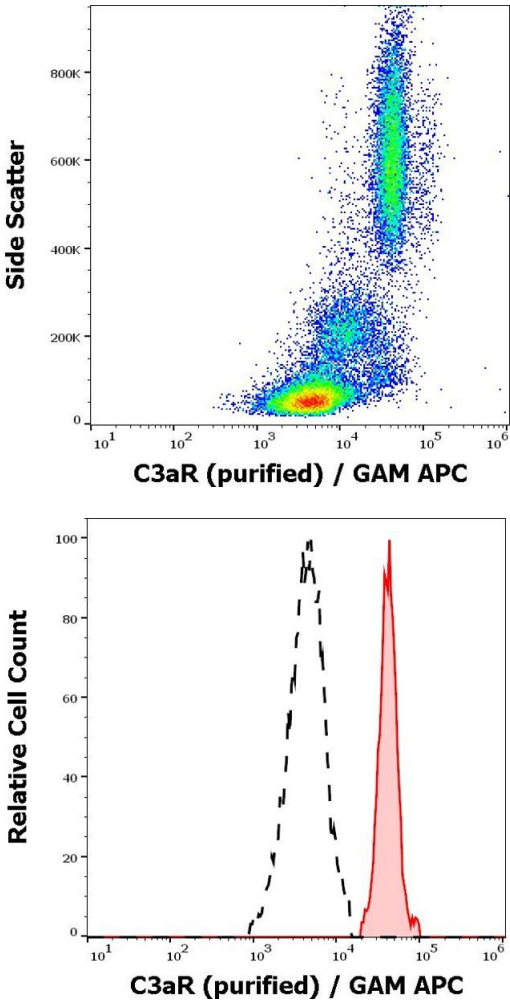 Side Scatter
800K
600K
400K
200K
0
10¹ 10² 10³ 10⁴ 10⁵ 10⁶
C3aR (purified) / GAM APC
Relative Cell Count
100
80
60
40
20
0
10¹ 10² 10³ 10⁴ 10⁵ 10⁶
C3aR (purified) / GAM APC